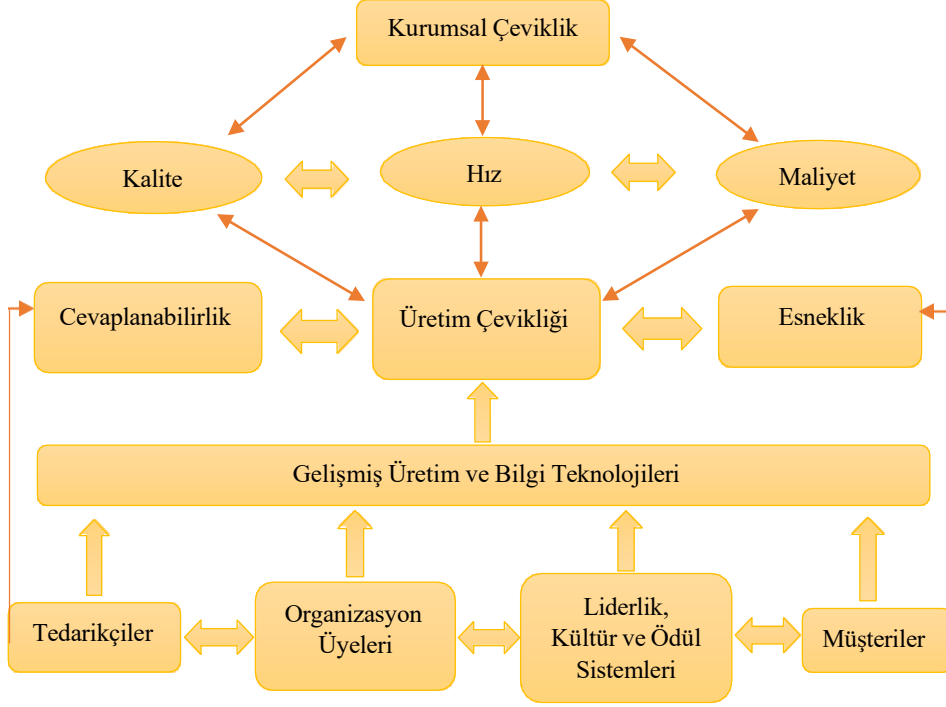 Kurumsal Çeviklik
Kalite
Hız
Maliyet
Cevaplanabilirlik
Üretim Çevikliği
Esneklik
Gelişmiş Üretim ve Bilgi Teknolojileri
Tedarikçiler
Organizasyon
Üyeleri
Liderlik,
Kültür ve Ödül
Sistemleri
Müşteriler